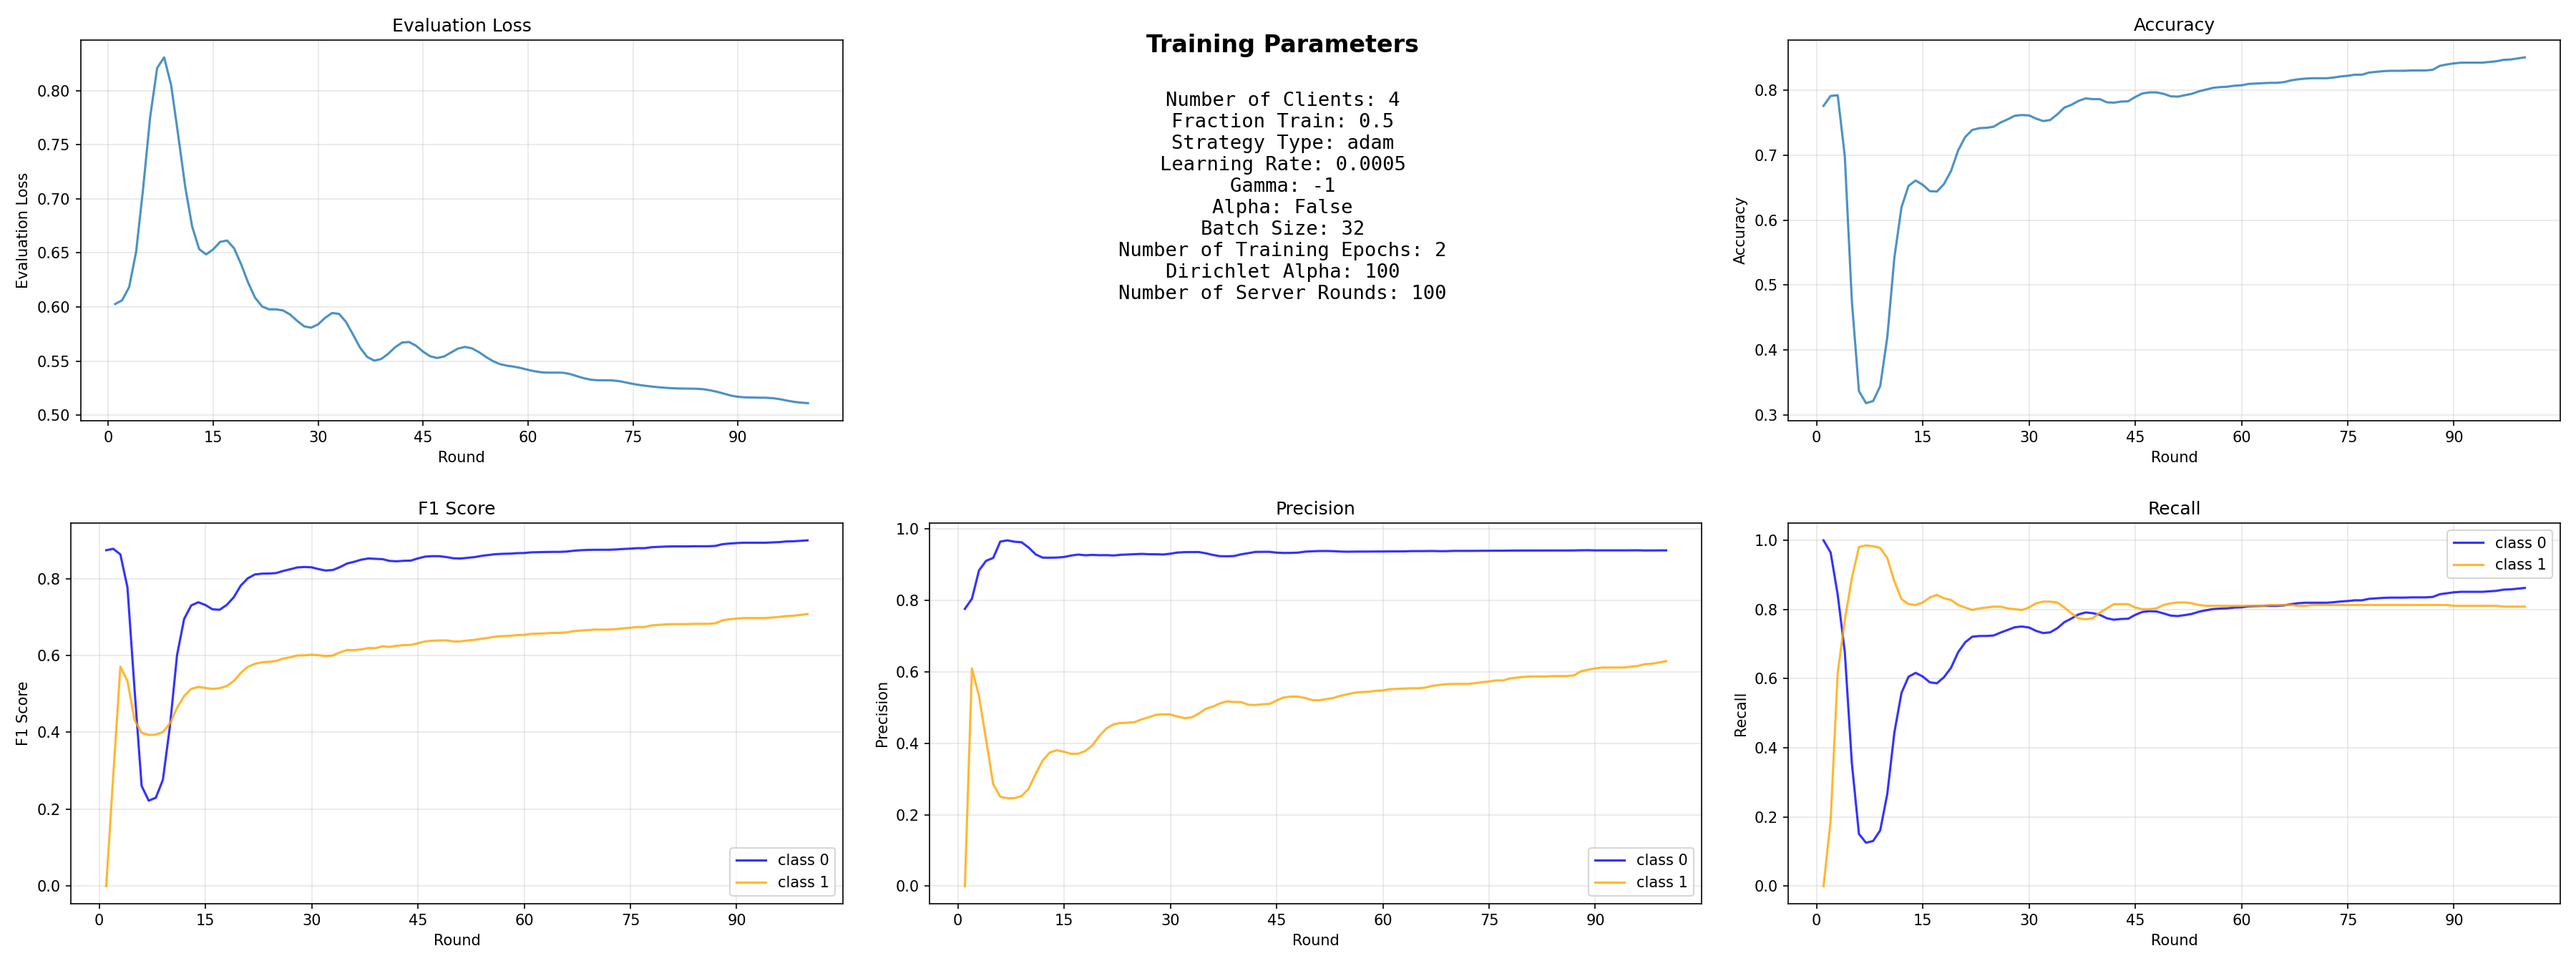 Evaluation Loss
Evaluation Loss
0.80
0.75
0.70
0.65
0.60
0.55
0.50
0 15 30 45 60 75 90
Round
Training Parameters
Number of Clients: 4
Fraction Train: 0.5
Strategy Type: adam
Learning Rate: 0.0005
Gamma: -1
Alpha: False
Batch Size: 32
Number of Training Epochs: 2
Dirichlet Alpha: 100
Number of Server Rounds: 100
Accuracy
Accuracy
0.8
0.7
0.6
0.5
0.4
0.3
0 15 30 45 60 75 90
Round
F1 Score
F1 Score
0.8
0.6
0.4
0.2
0.0
class 0
class 1
0 15 30 45 60 75 90
Round
Precision
Precision
1.0
0.8
0.6
0.4
0.2
0.0
class 0
class 1
0 15 30 45 60 75 90
Round
Recall
Recall
1.0
0.8
0.6
0.4
0.2
0.0
class 0
class 1
0 15 30 45 60 75 90
Round